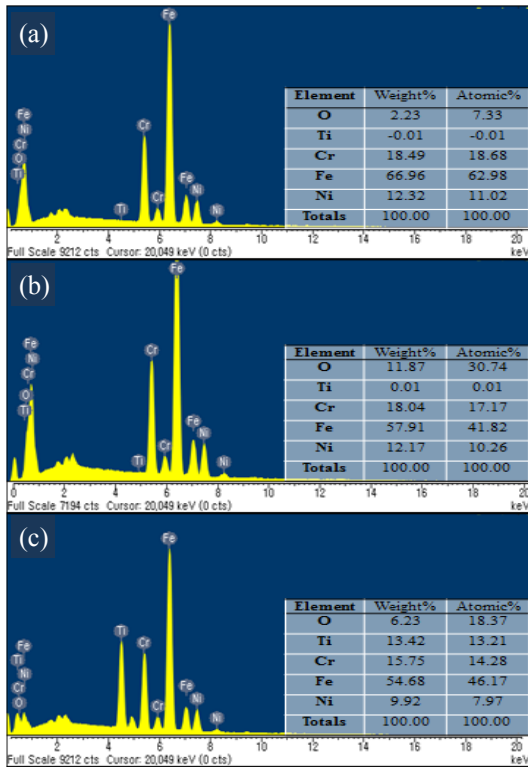 (a)
Fe
Fe
Ni
Cr
O
Ti
Cr
Ti
Cr
Fe
Ni
Ni
Element Weight% Atomic%
O 2.23 7.33
Ti -0.01 -0.01
Cr 18.49 18.68
Fe 66.96 62.98
Ni 12.32 11.02
Totals 100.00 100.00
2 4 6 8 10 12 14 16 18 20
Full Scale 9212 cts Cursor: 20,049 keV (0 cts) keV
(b)
Fe
Fe
Ni
Cr
O
Ti
Cr
Ti
Cr
Fe
Ni
Ni
Element Weight% Atomic%
O 11.87 30.74
Ti 0.01 0.01
Cr 18.04 17.17
Fe 57.91 41.82
Ni 12.17 10.26
Totals 100.00 100.00
0 2 4 6 8 10 12 14 16 18 20
Full Scale 7194 cts Cursor: 20,049 keV (0 cts) keV
(c)
Fe
Ti
Fe
Ti
Ni
Cr
O
Cr
Cr
Fe
Ni
Ni
Element Weight% Atomic%
O 6.23 18.37
Ti 13.42 13.21
Cr 15.75 14.28
Fe 54.68 46.17
Ni 9.92 7.97
Totals 100.00 100.00
2 4 6 8 10 12 14 16 18 20
Full Scale 9212 cts Cursor: 20,049 keV (0 cts) keV